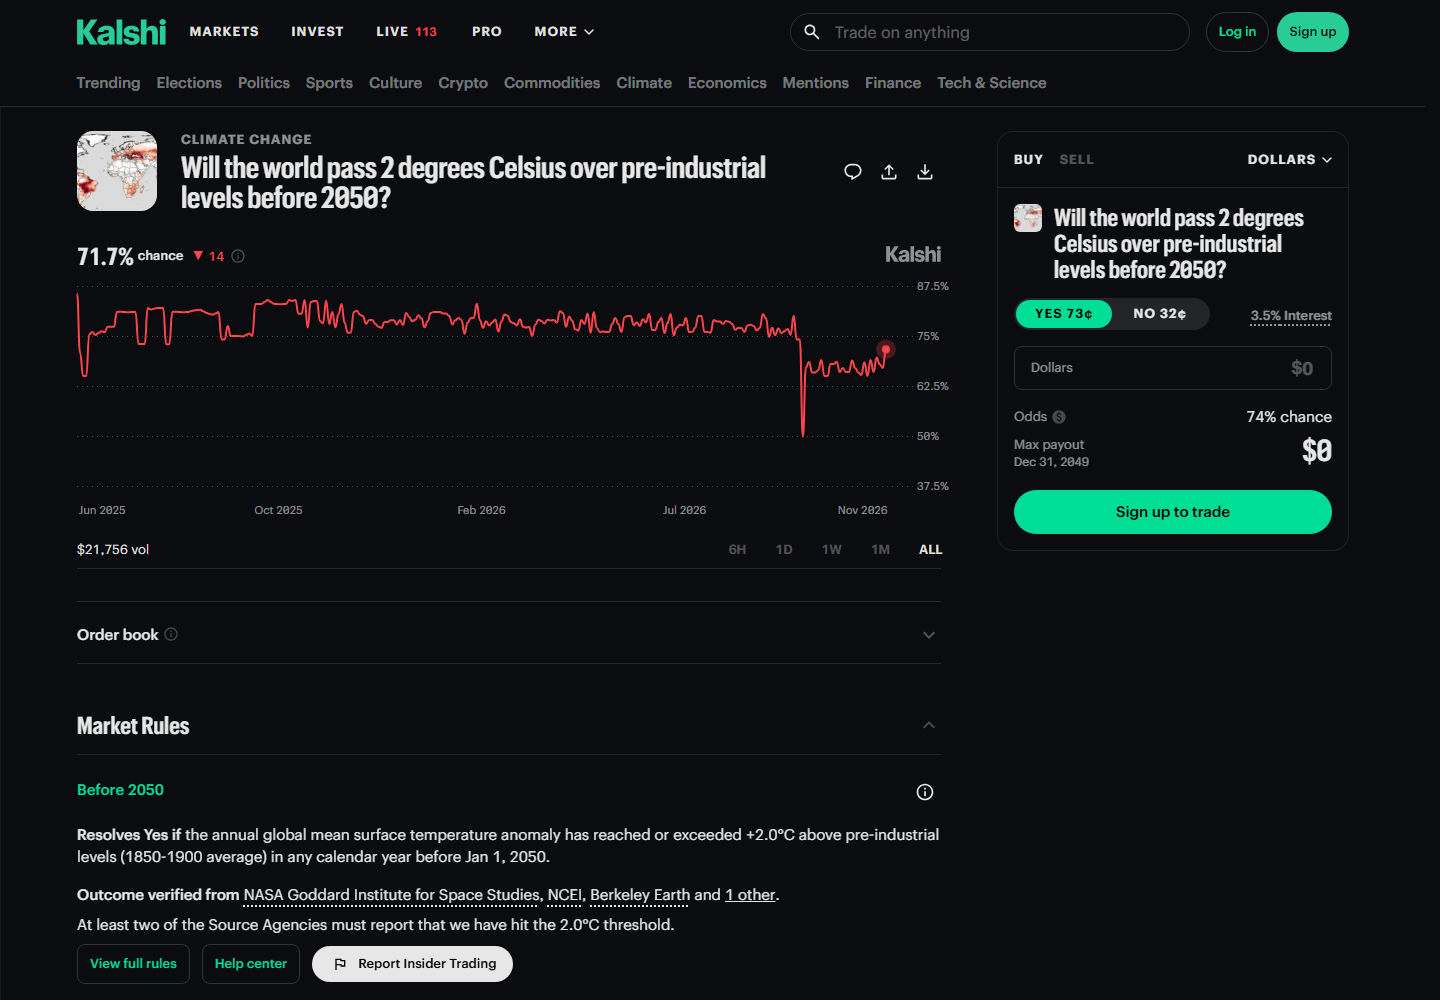 Kalshi MARKETS INVEST LIVE 113 PRO MORE Trade on anything Log in Sign up
Trending Elections Politics Sports Culture Crypto Commodities Climate Economics Mentions Finance Tech & Science
CLIMATE CHANGE
Will the world pass 2 degrees Celsius over pre-industrial
levels before 2050?
71.7% chance ▼ 14
Kalshi
87.5%
75%
62.5%
50%
37.5%
Jun 2025 Oct 2025 Feb 2026 Jul 2026 Nov 2026
$21,756 vol 6H 1D 1W 1M ALL
Order book
Market Rules
Before 2050
Resolves Yes if the annual global mean surface temperature anomaly has reached or exceeded +2.0°C above pre-industrial
levels (1850-1900 average) in any calendar year before Jan 1, 2050.
Outcome verified from NASA Goddard Institute for Space Studies, NCEI, Berkeley Earth and 1 other.
At least two of the Source Agencies must report that we have hit the 2.0°C threshold.
View full rules Help center Report Insider Trading
BUY SELL DOLLARS
Will the world pass 2 degrees
Celsius over pre-industrial
levels before 2050?
YES 73¢ NO 32¢ 3.5% Interest
Dollars $0
Odds 74% chance
Max payout
Dec 31, 2049
$0
Sign up to trade